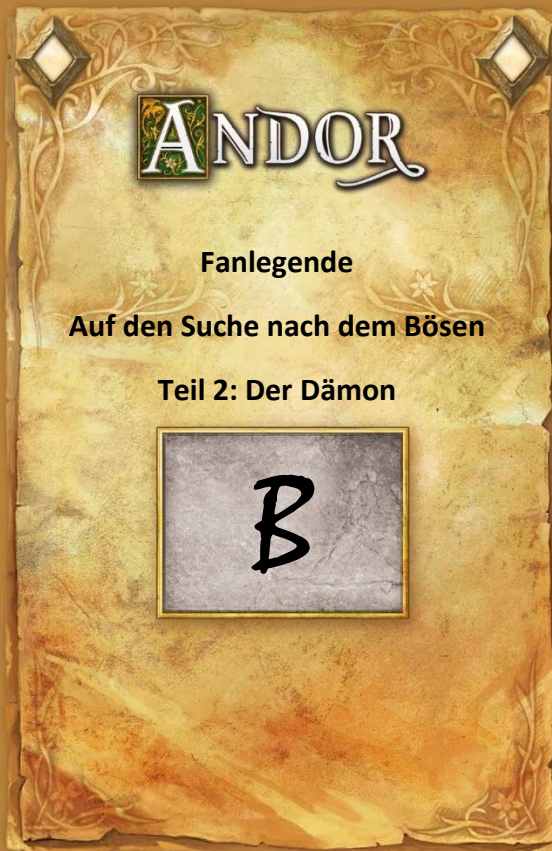 ANDOR
Fanlegende
Auf den Suche nach dem Bösen
Teil 2: Der Dämon
B